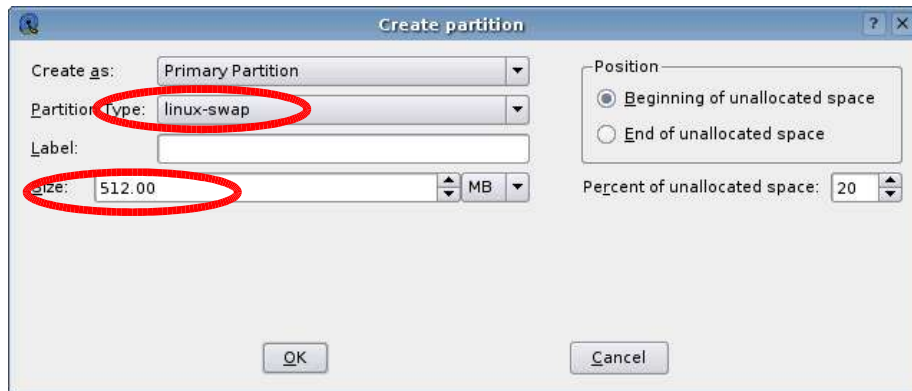 Create partition
Create as: Primary Partition
Partition Type: linux-swap
Label:
Size: 512.00 MB
Position
Beginning of unallocated space
End of unallocated space
Percent of unallocated space: 20
OK
Cancel